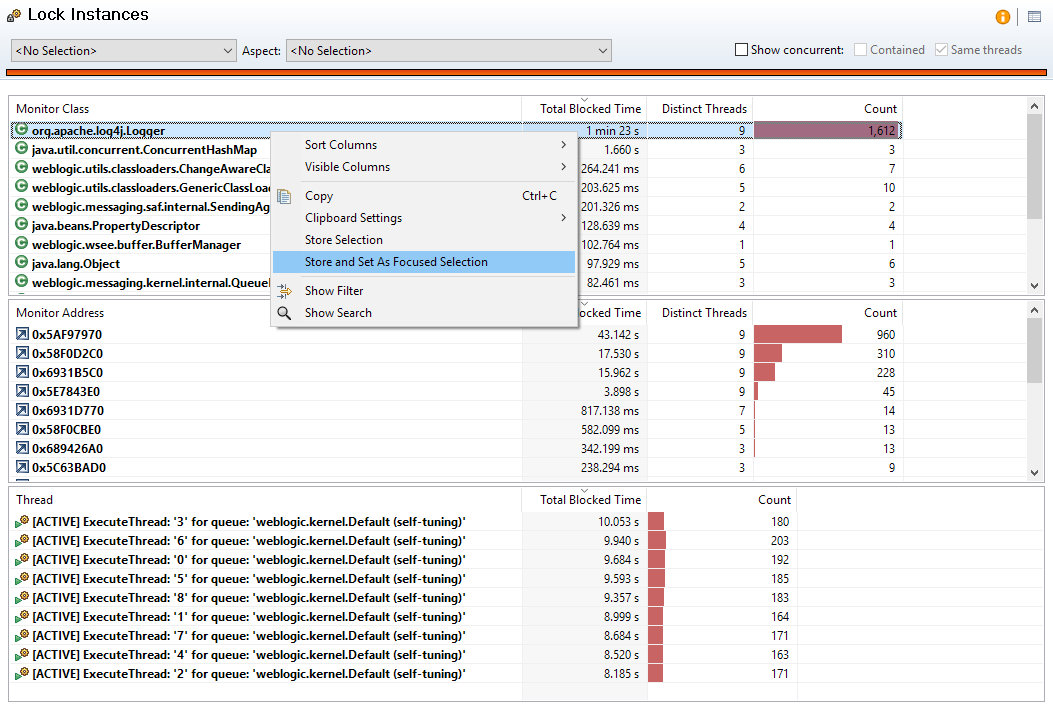 Lock Instances
<No Selection> Aspect: <No Selection> Show concurrent: Contained Same threads
Monitor Class Total Blocked Time Distinct Threads Count
org.apache.log4j.Logger 1 min 23 s 9 1,612
java.util.concurrent.ConcurrentHashMap 1.660 s 3 3
weblogic.utils.classloaders.ChangeAwareCla 264.241 ms 6 7
weblogic.utils.classloaders.GenericClassLoa 203.625 ms 5 10
weblogic.messaging.saf.internal.SendingAg 201.326 ms 2 2
java.beans.PropertyDescriptor 128.639 ms 4 4
weblogic.wsee.buffer.BufferManager 102.764 ms 1 1
java.lang.Object 97.929 ms 5 6
weblogic.messaging.kernel.internal.Queuel 82.461 ms 3 3
Sort Columns
Visible Columns
Copy Ctrl+C
Clipboard Settings
Store Selection
Store and Set As Focused Selection
Show Filter
Show Search
Monitor Address ocked Time Distinct Threads Count
0x5AF97970 43.142 s 9 960
0x58F0D2C0 17.530 s 9 310
0x6931B5C0 15.962 s 9 228
0x5E7843E0 3.898 s 9 45
0x6931D770 817.138 ms 7 14
0x58F0CBE0 582.099 ms 5 13
0x689426A0 342.199 ms 3 13
0x5C63BAD0 238.294 ms 3 9
Thread Total Blocked Time Count
[ACTIVE] ExecuteThread: '3' for queue: 'weblogic.kernel.Default (self-tuning)' 10.053 s 180
[ACTIVE] ExecuteThread: '6' for queue: 'weblogic.kernel.Default (self-tuning)' 9.940 s 203
[ACTIVE] ExecuteThread: '0' for queue: 'weblogic.kernel.Default (self-tuning)' 9.684 s 192
[ACTIVE] ExecuteThread: '5' for queue: 'weblogic.kernel.Default (self-tuning)' 9.593 s 185
[ACTIVE] ExecuteThread: '8' for queue: 'weblogic.kernel.Default (self-tuning)' 9.357 s 183
[ACTIVE] ExecuteThread: '1' for queue: 'weblogic.kernel.Default (self-tuning)' 8.999 s 164
[ACTIVE] ExecuteThread: '7' for queue: 'weblogic.kernel.Default (self-tuning)' 8.684 s 171
[ACTIVE] ExecuteThread: '4' for queue: 'weblogic.kernel.Default (self-tuning)' 8.520 s 163
[ACTIVE] ExecuteThread: '2' for queue: 'weblogic.kernel.Default (self-tuning)' 8.185 s 171